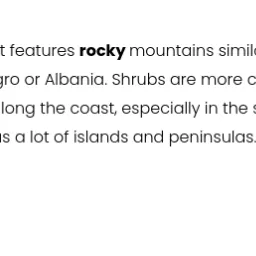 t features rocky mountains simil
gro or Albania. Shrubs are more c
long the coast, especially in the s
s a lot of islands and peninsulas.